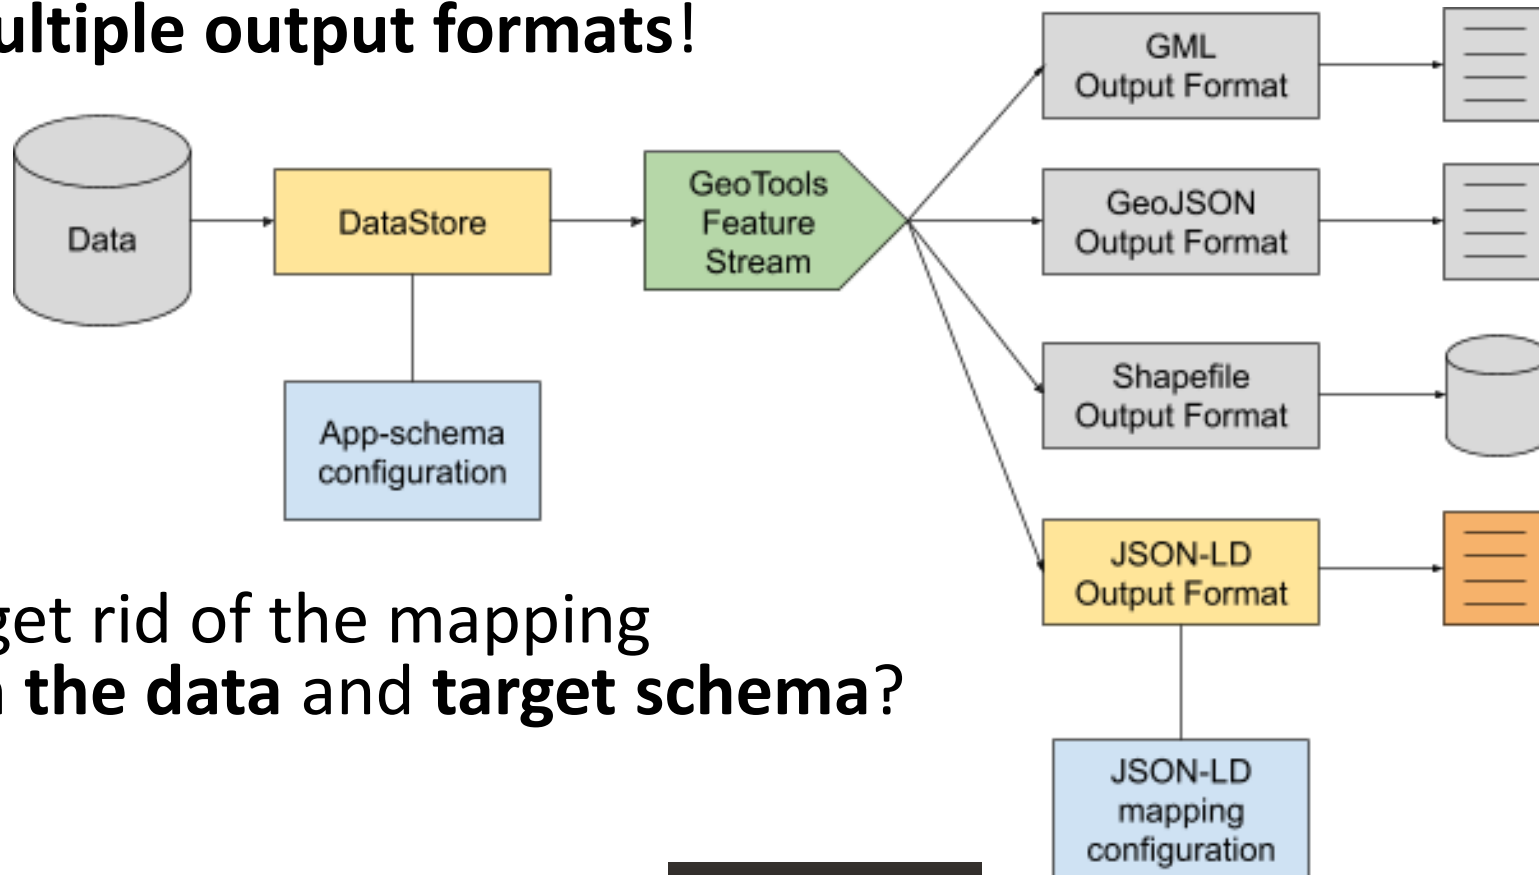 ultiple output formats!
Data
DataStore
App-schema
configuration
GeoTools
Feature
Stream
GML
Output Format
GeoJSON
Output Format
Shapefile
Output Format
JSON-LD
Output Format
JSON-LD
mapping
configuration
get rid of the mapping
the data and target schema?